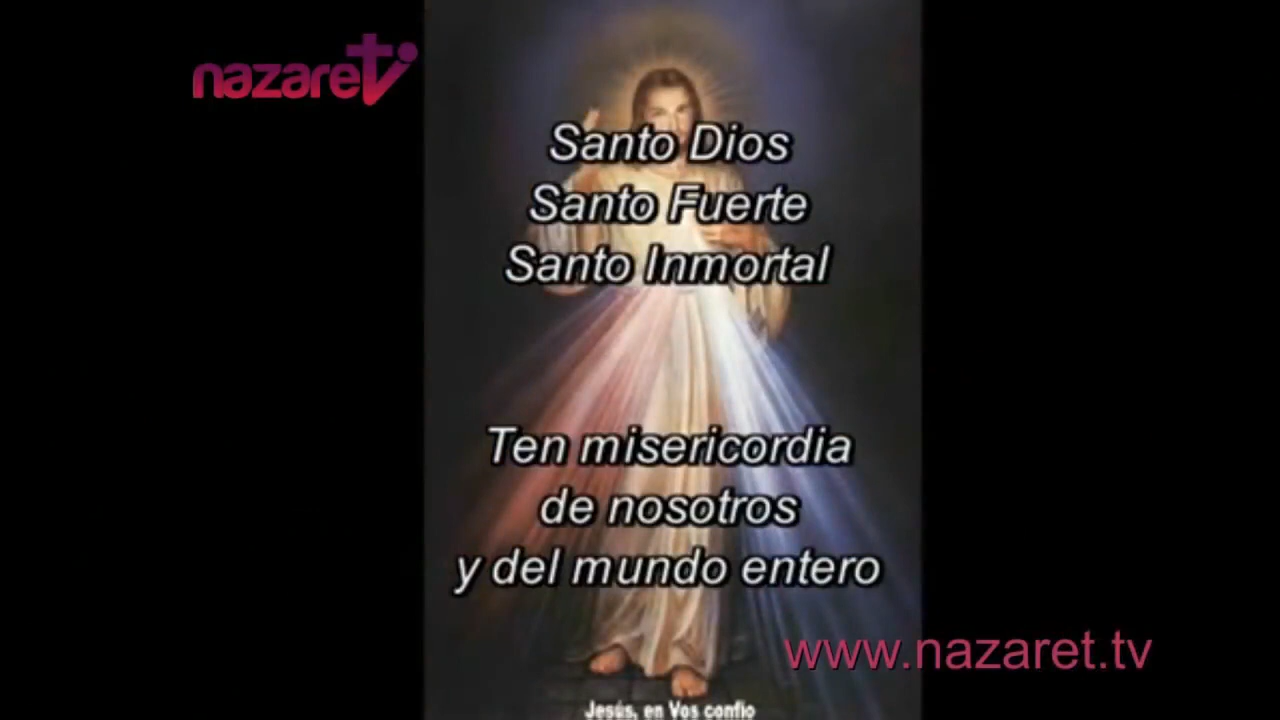 nazaretv
Santo Dios
Santo Fuerte
Santo Inmortal
Ten misericordia
de nosotros
y del mundo entero
www.nazaret.tv
Jesús, en Vos confío